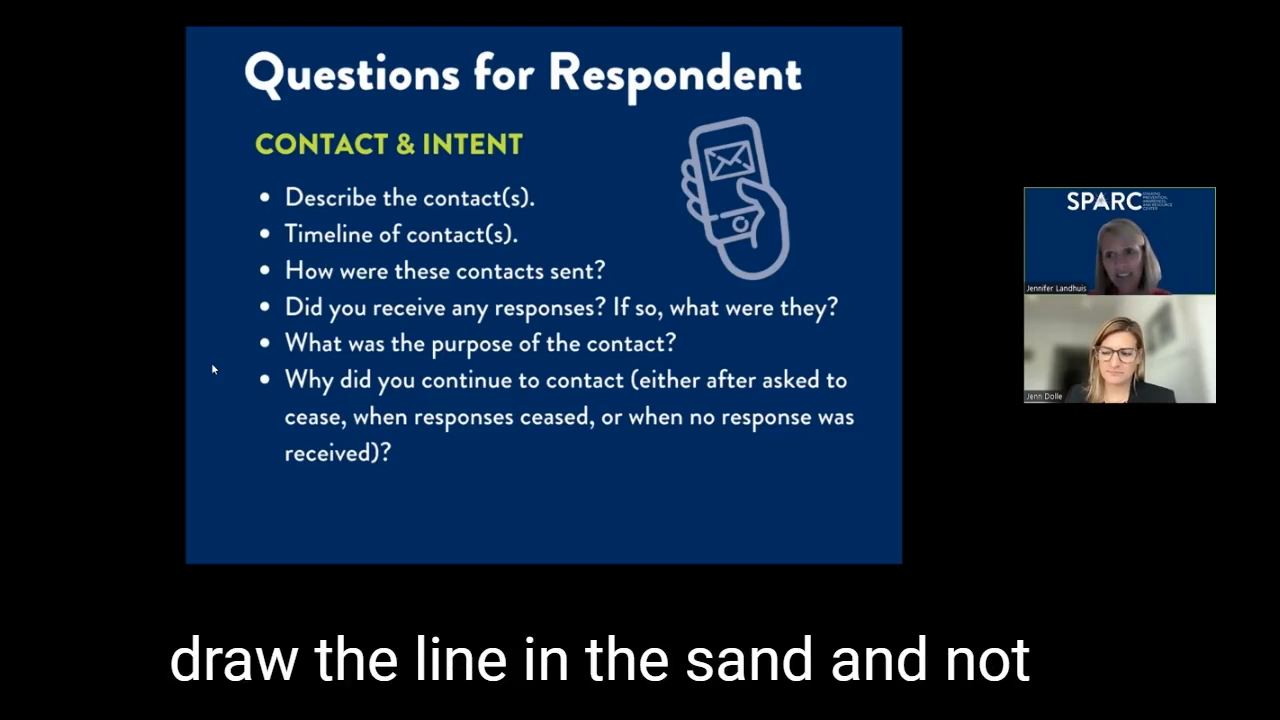 Questions for Respondent
CONTACT & INTENT
• Describe the contact(s).
• Timeline of contact(s).
• How were these contacts sent?
• Did you receive any responses? If so, what were they?
• What was the purpose of the contact?
• Why did you continue to contact (either after asked to
cease, when responses ceased, or when no response was
received)?
SPARC
Jennifer Landhuis
Jenn Dolle
draw the line in the sand and not